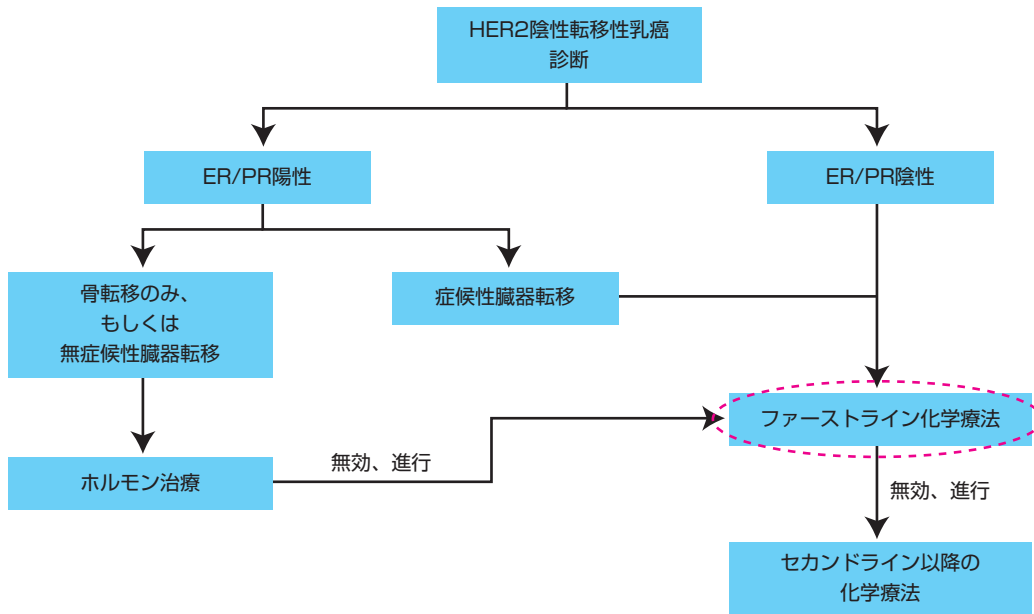 HER2陰性転移性乳癌
診断
ER/PR陽性
ER/PR陰性
骨転移のみ、
もしくは
無症候性臓器転移
症候性臓器転移
ファーストライン化学療法
ホルモン治療
無効、進行
無効、進行
セカンドライン以降の
化学療法